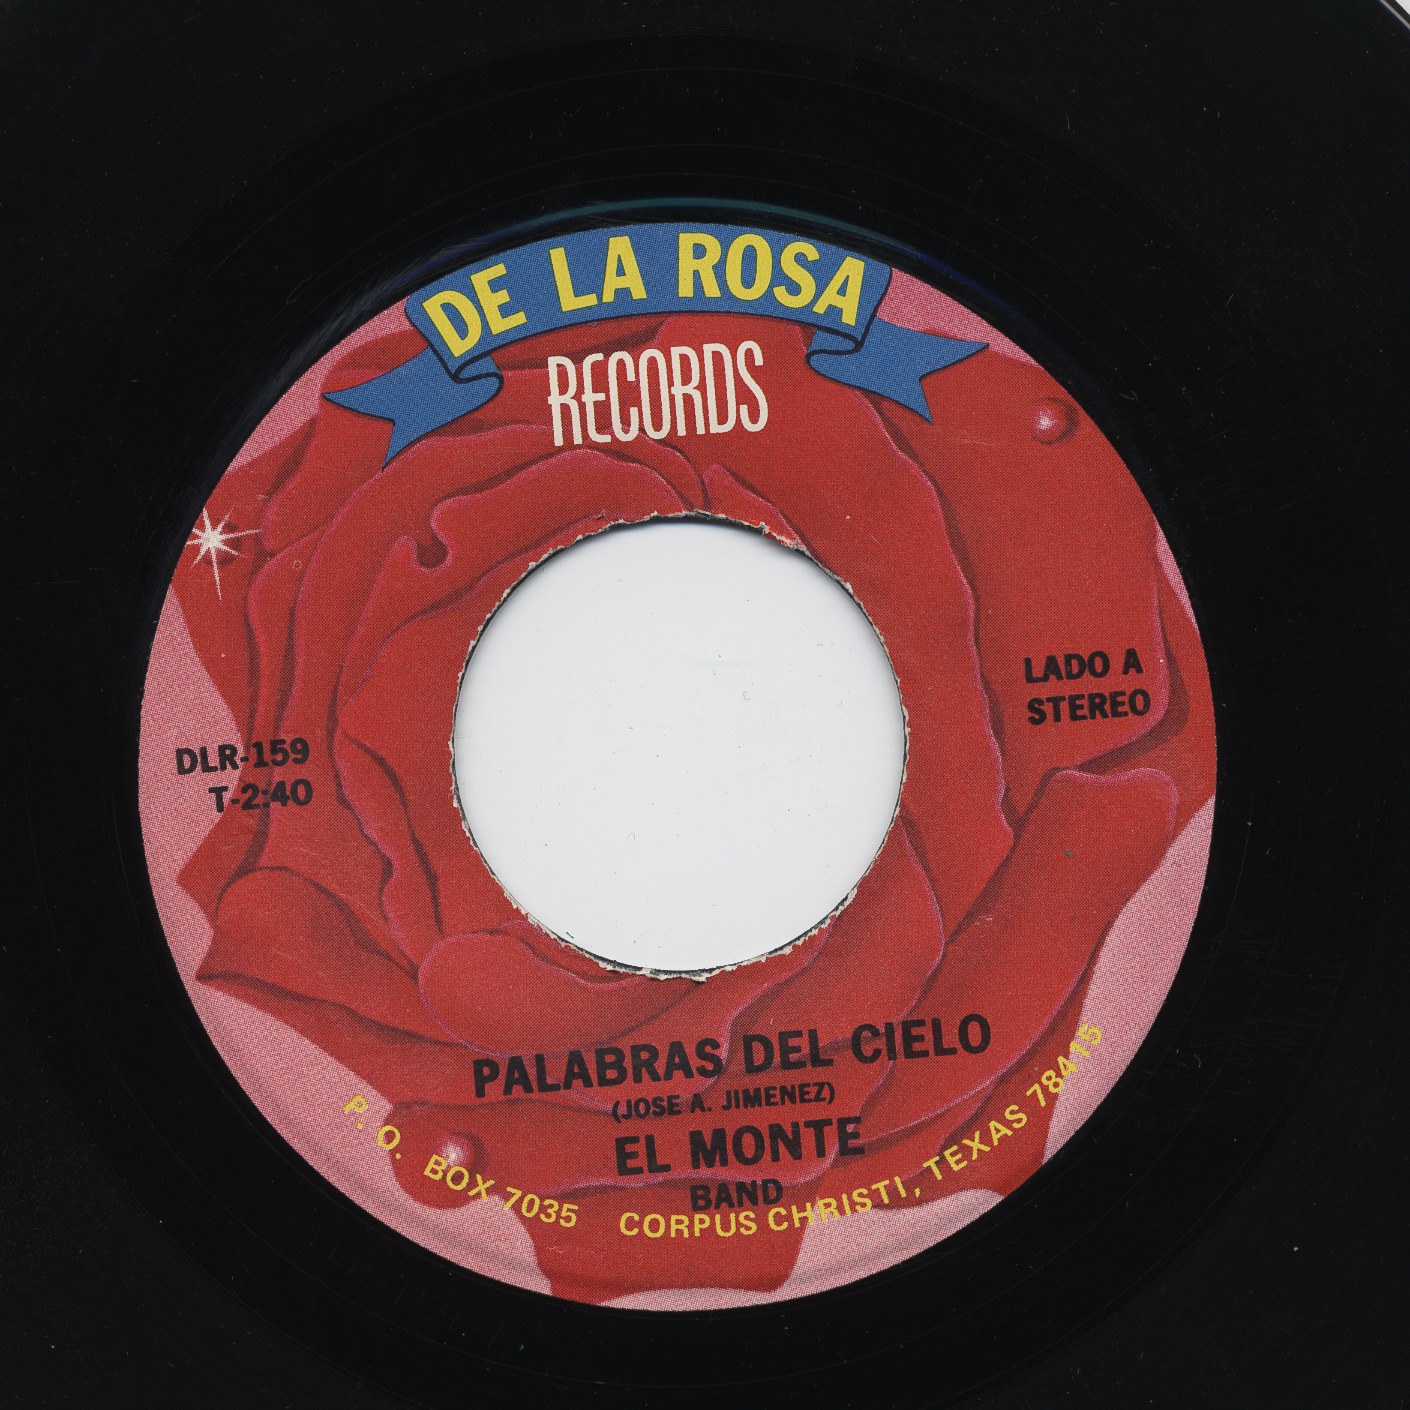 DE LA ROSA
RECORDS
LADO A
STEREO
DLR-159
T-2:40
PALABRAS DEL CIELO
(JOSE A. JIMENEZ)
EL MONTE
BAND
P. O. BOX 7035 CORPUS CHRISTI, TEXAS 78415